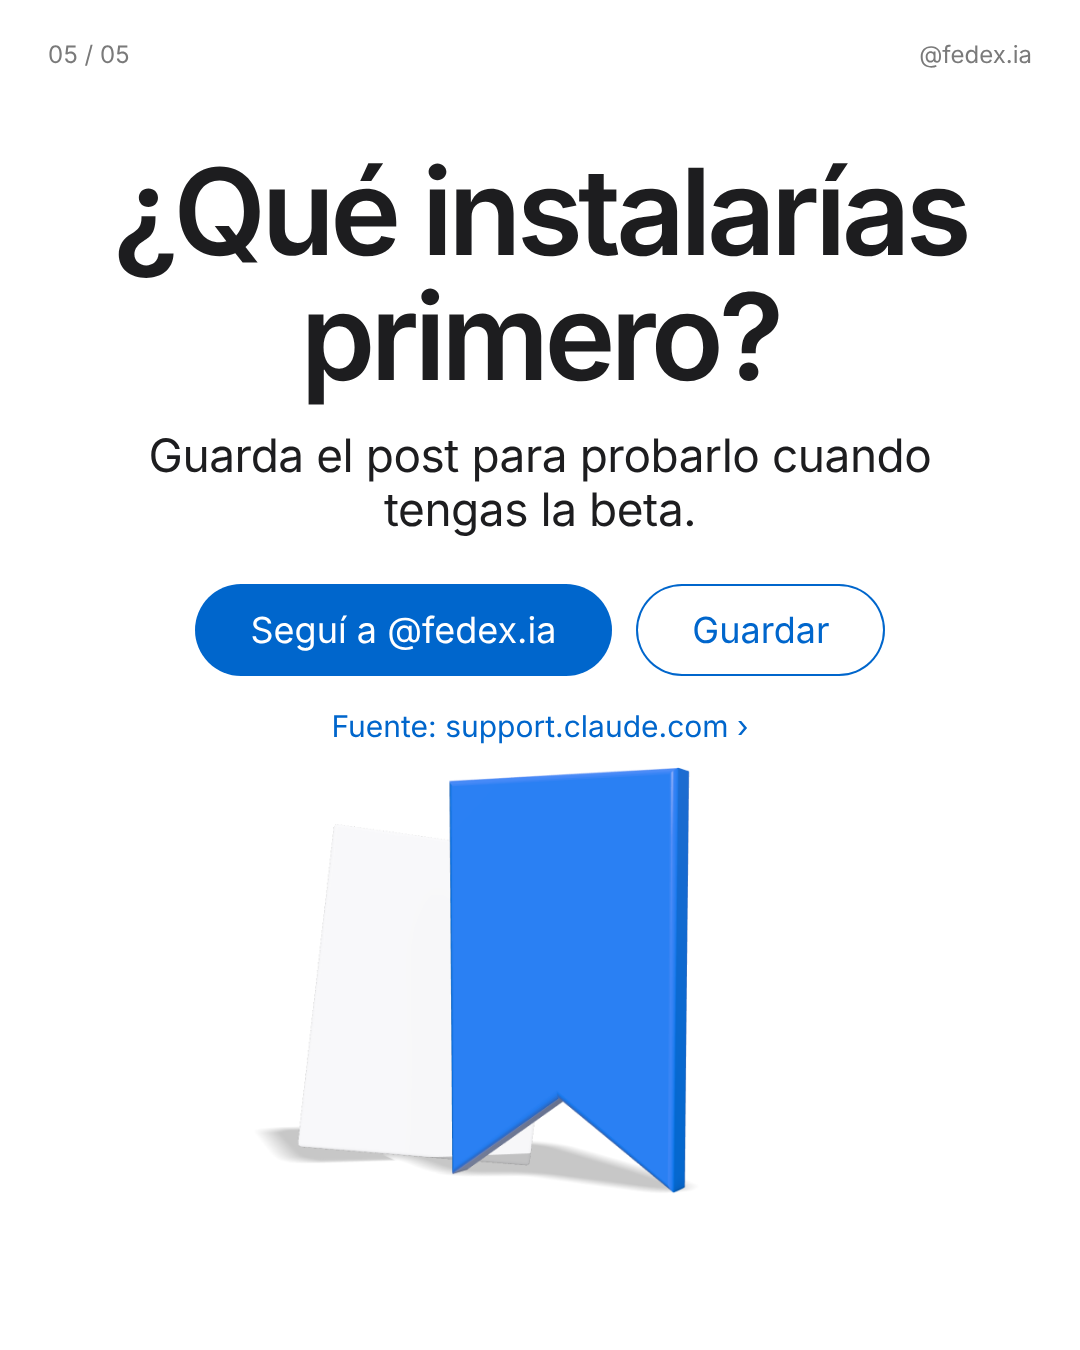 05 / 05
@fedex.ia
¿Qué instalarías
primero?
Guarda el post para probarlo cuando
tengas la beta.
Seguí a @fedex.ia
Guardar
Fuente: support.claude.com ›